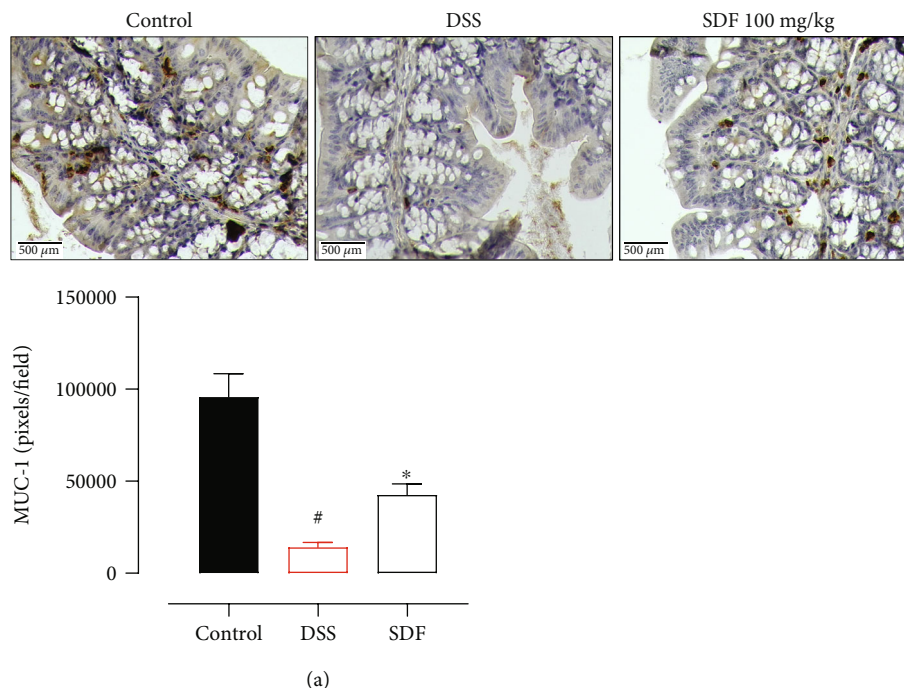 Control DSS SDF 100 mg/kg
500 µm 500 µm 500 µm
150000
100000
50000
0
MUC-1 (pixels/field)
#
*
Control DSS SDF
(a)